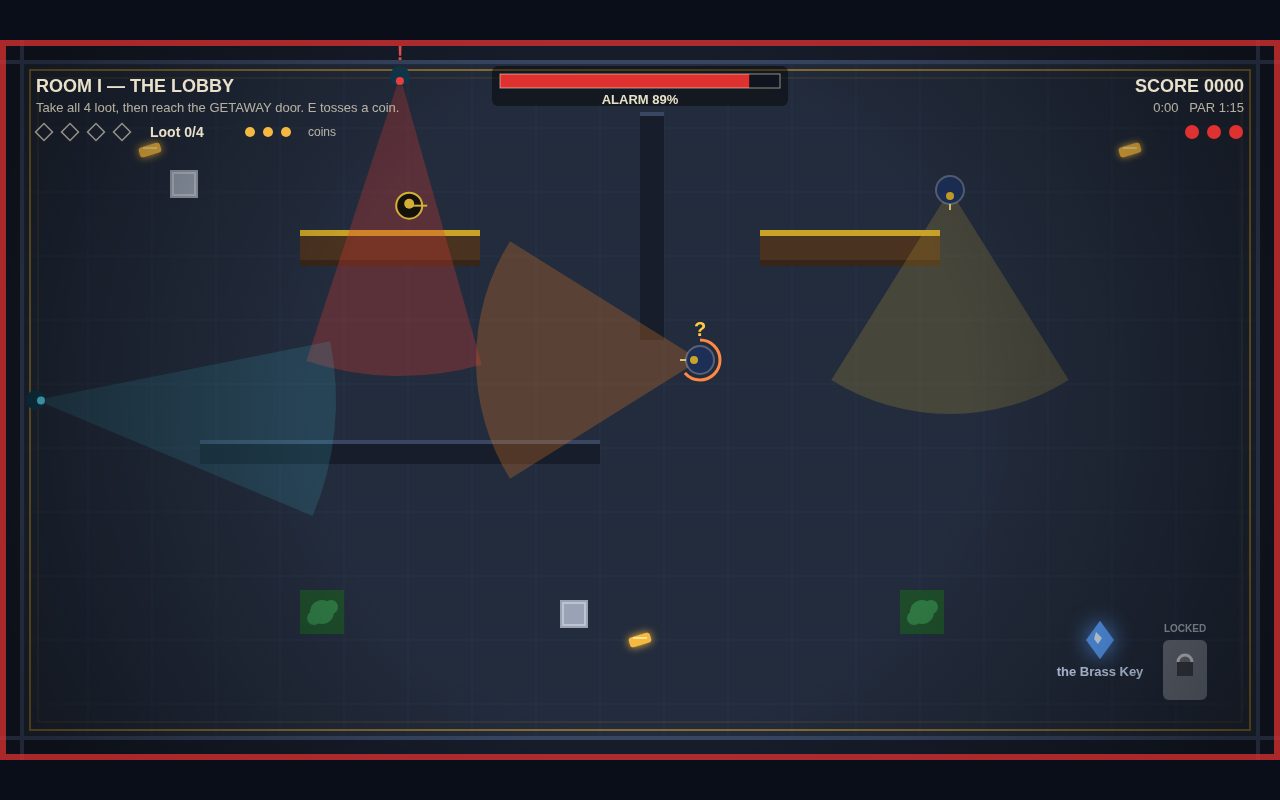 !
ROOM I — THE LOBBY
Take all 4 loot, then reach the GETAWAY door. E tosses a coin.
Loot 0/4
coins
ALARM 89%
SCORE 0000
0:00 PAR 1:15
?
the Brass Key
LOCKED